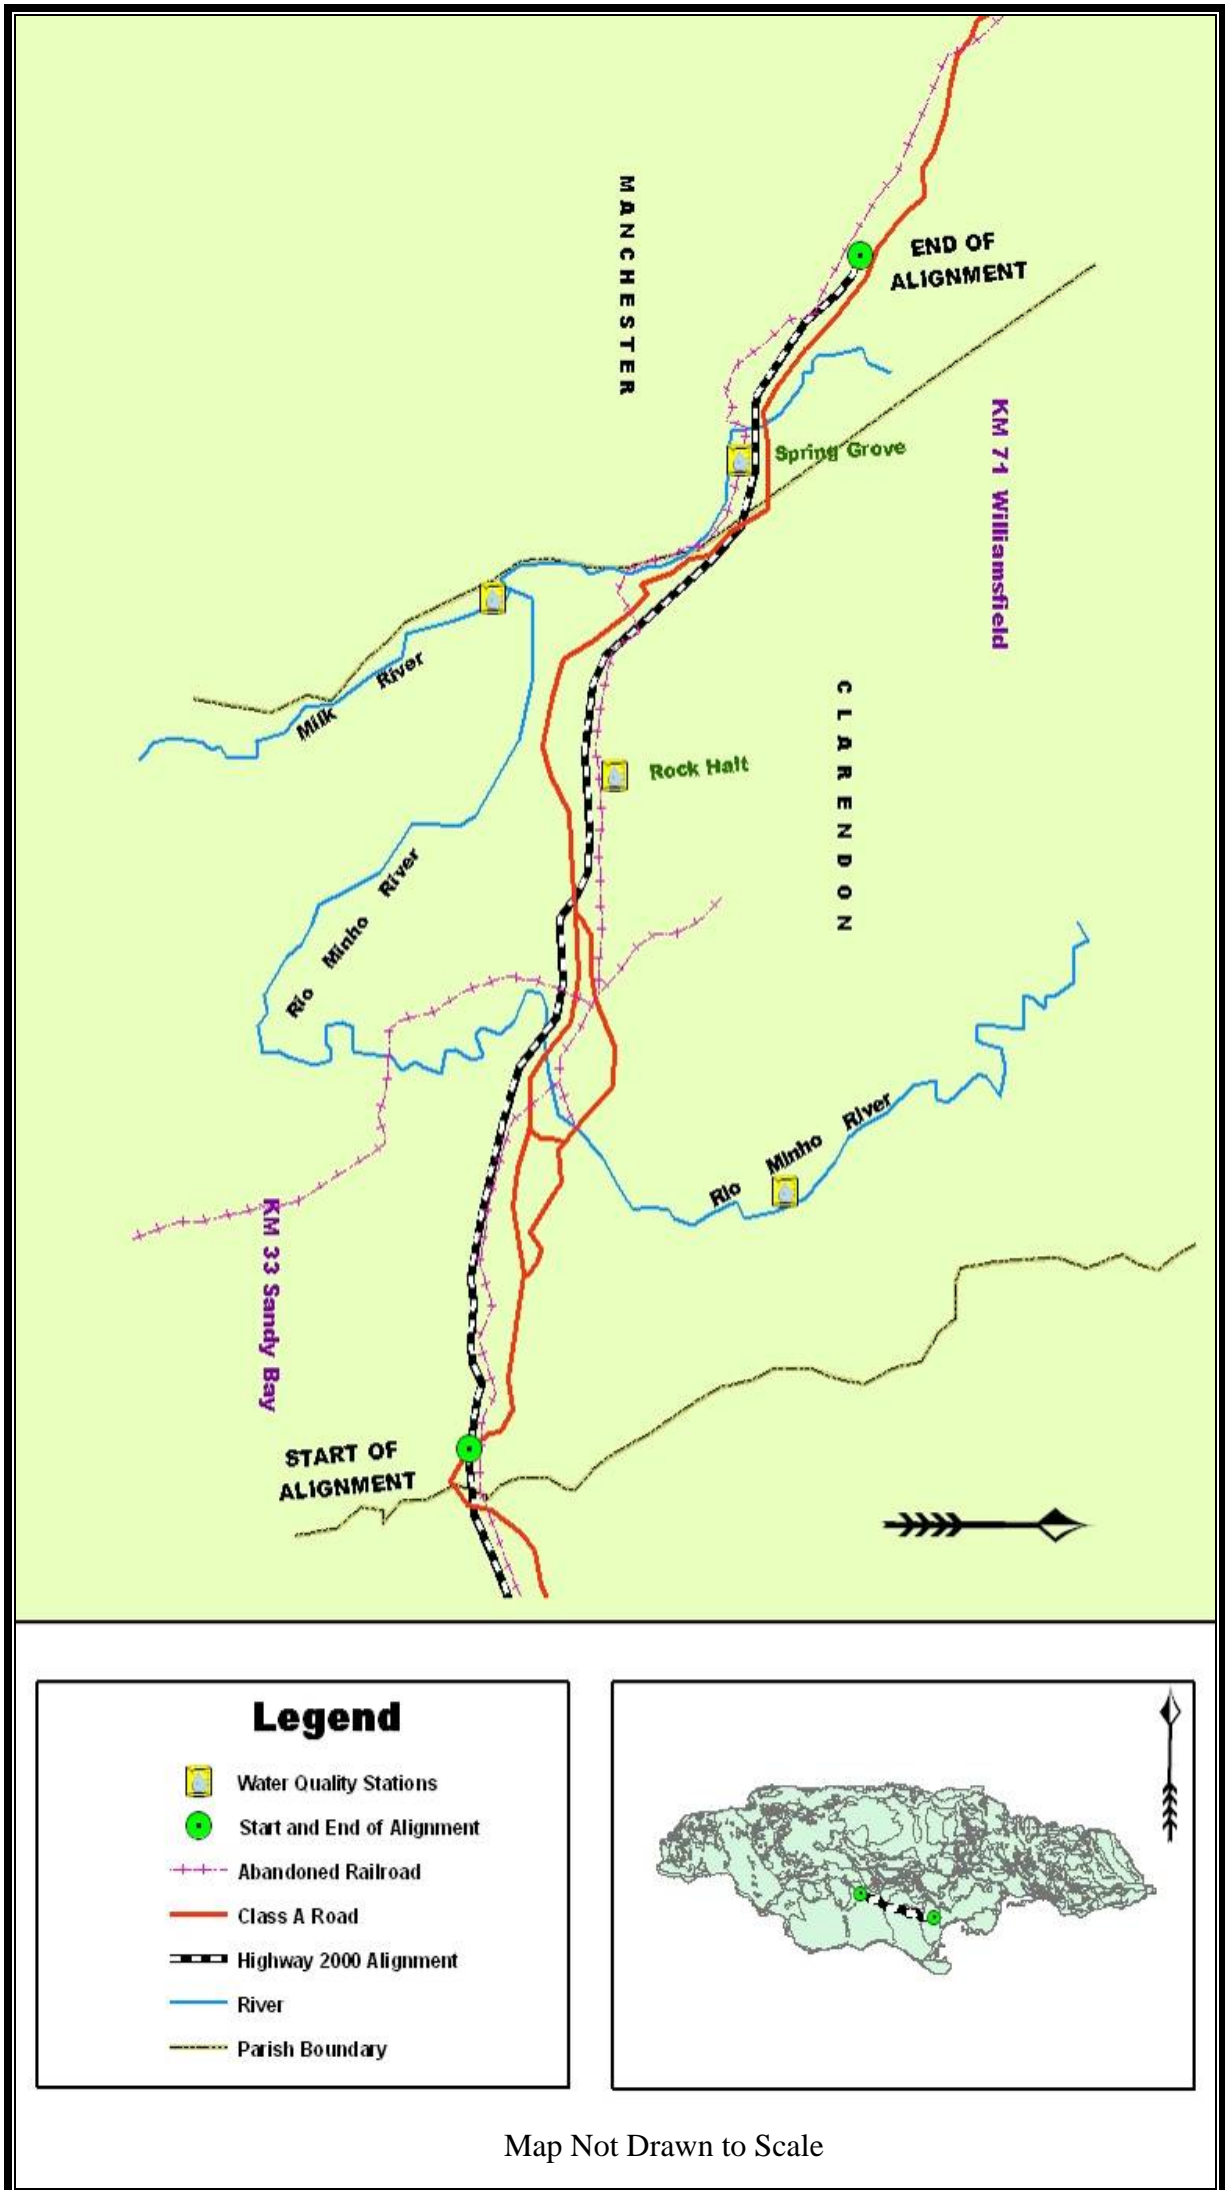 MANCHESTER
END OF
ALIGNMENT
KM 71 Williamsfield
Spring Grove
Milk River
CLARENDON
Rock Halt
Rio Minho River
Rio Minho River
KM 33 Sandy Bay
START OF
ALIGNMENT
Legend
Water Quality Stations
Start and End of Alignment
Abandoned Railroad
Class A Road
Highway 2000 Alignment
River
Parish Boundary
Map Not Drawn to Scale